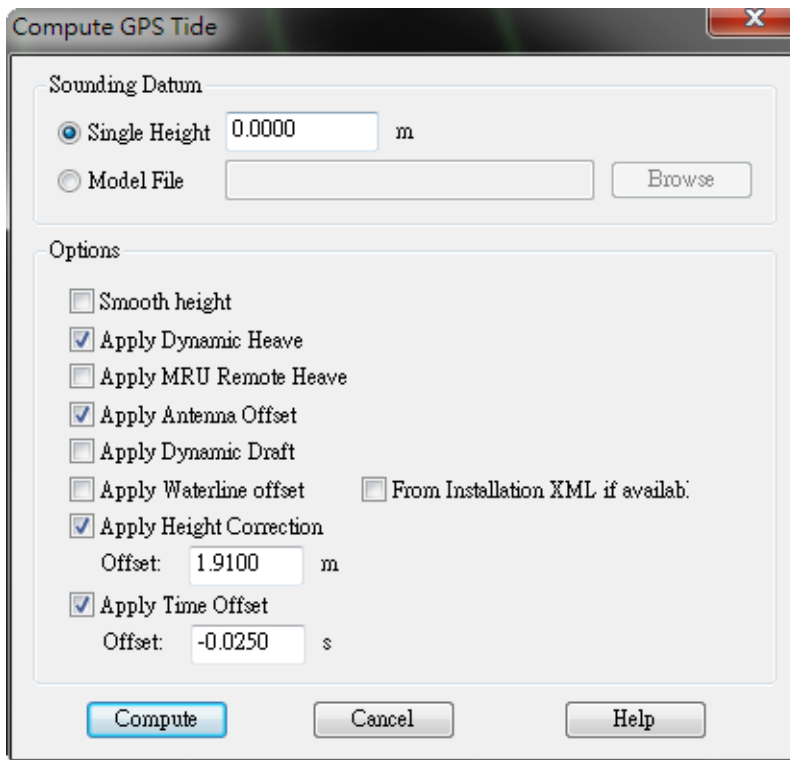 Compute GPS Tide
Sounding Datum
Single Height 0.0000 m
Model File Browse
Options
Smooth height
Apply Dynamic Heave
Apply MRU Remote Heave
Apply Antenna Offset
Apply Dynamic Draft
Apply Waterline offset From Installation XML if availab
Apply Height Correction
Offset: 1.9100 m
Apply Time Offset
Offset: -0.0250 s
Compute Cancel Help